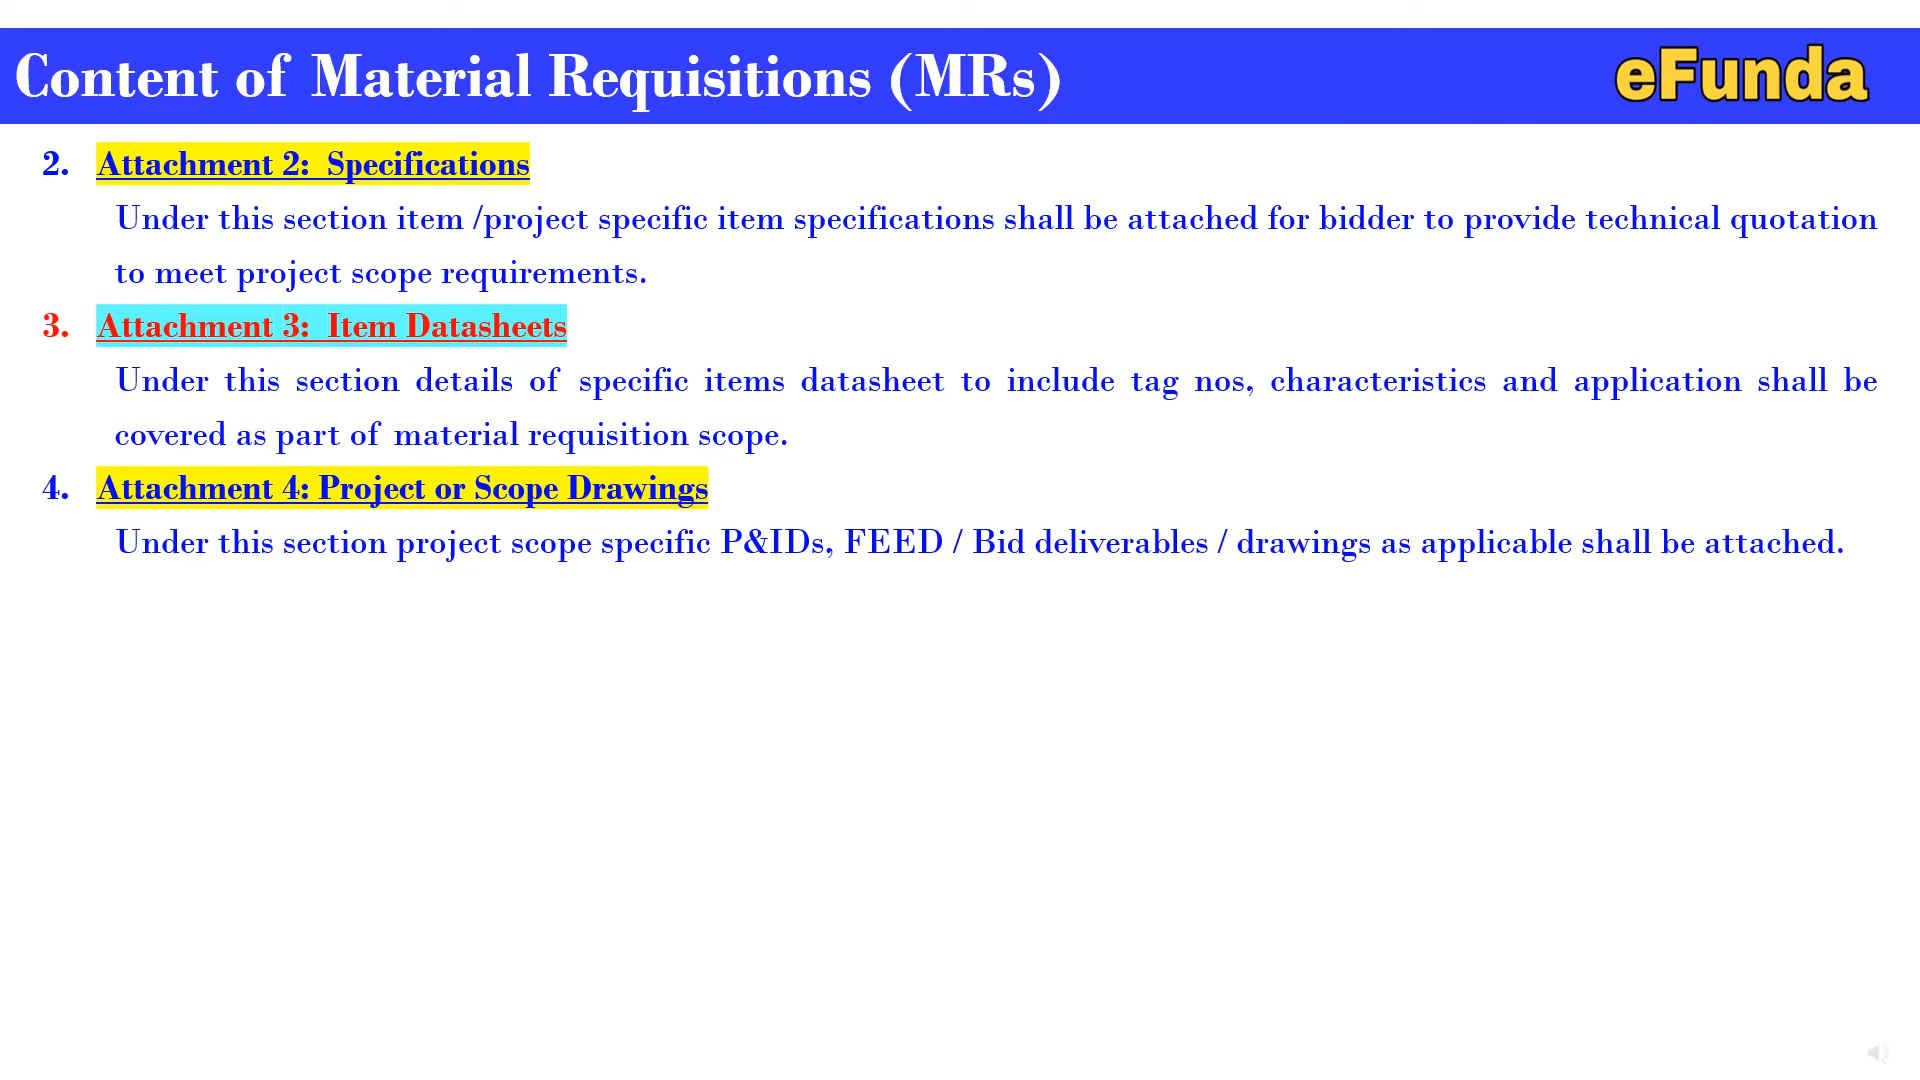 Content of Material Requisitions (MRs)
eFunda
2. Attachment 2: Specifications
Under this section item /project specific item specifications shall be attached for bidder to provide technical quotation
to meet project scope requirements.
3. Attachment 3: Item Datasheets
Under this section details of specific items datasheet to include tag nos, characteristics and application shall be
covered as part of material requisition scope.
4. Attachment 4: Project or Scope Drawings
Under this section project scope specific P&IDs, FEED / Bid deliverables / drawings as applicable shall be attached.